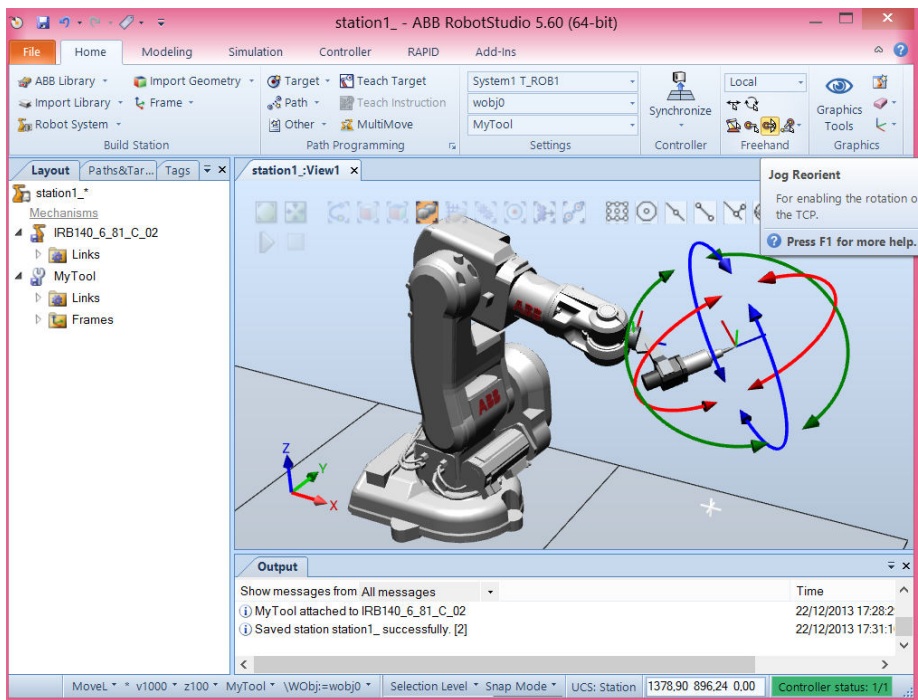 station1_ - ABB RobotStudio 5.60 (64-bit)
File Home Modeling Simulation Controller RAPID Add-Ins
ABB Library Import Geometry Target Teach Target System1 T_ROB1 Local
Import Library Frame Path Teach Instruction wobj0 Synchronize Graphics Tools
Robot System Other MultiMove MyTool
Build Station Path Programming Settings Controller Freehand Graphics
Layout Paths&Tar... Tags station1_:View1
Jog Reorient
For enabling the rotation o
the TCP.
Press F1 for more help.
station1_*
Mechanisms
IRB140_6_81_C_02
Links
MyTool
Links
Frames
ABB
ABB
Z
Y
X
Output
Show messages from All messages Time
MyTool attached to IRB140_6_81_C_02 22/12/2013 17:28:2
Saved station station1_ successfully. [2] 22/12/2013 17:31:1
MoveL * v1000 z100 MyTool \WObj:=wobj0 Selection Level Snap Mode UCS: Station 1378,90 896,24 0,00 Controller status: 1/1